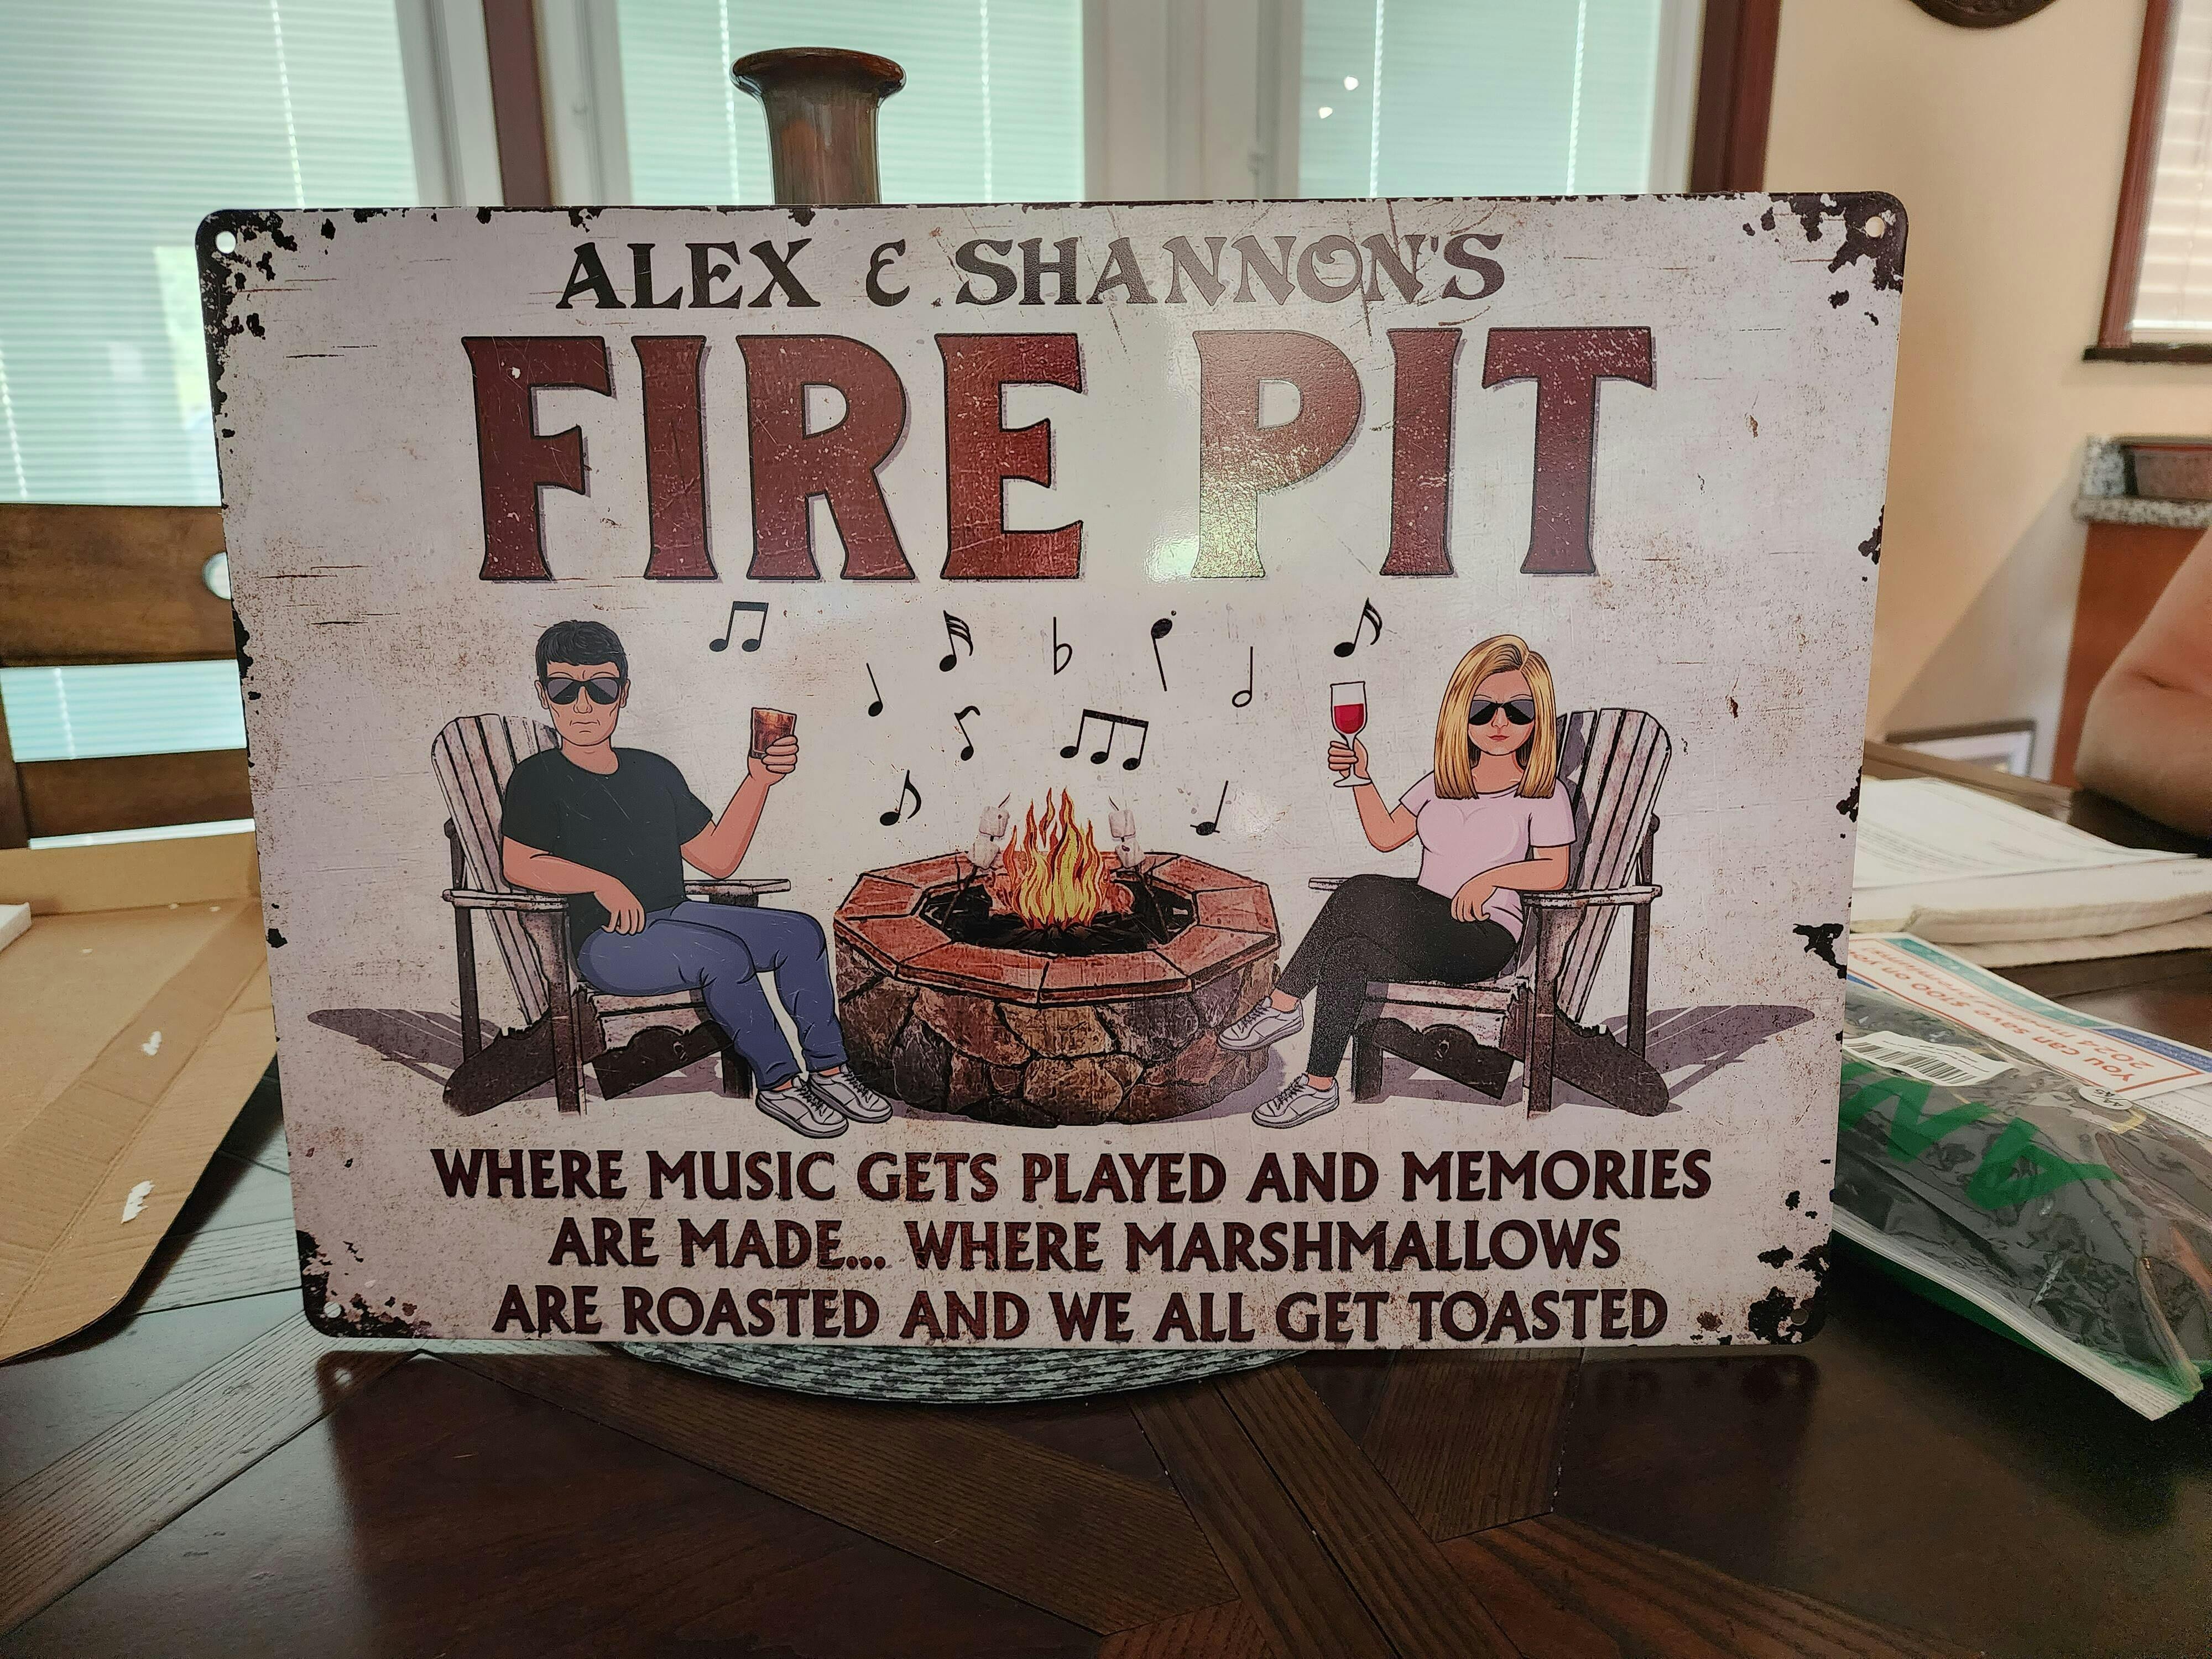 ALEX & SHANNON'S
FIRE PIT
WHERE MUSIC GETS PLAYED AND MEMORIES
ARE MADE... WHERE MARSHMALLOWS
ARE ROASTED AND WE ALL GET TOASTED
you can save $100 on your
2024